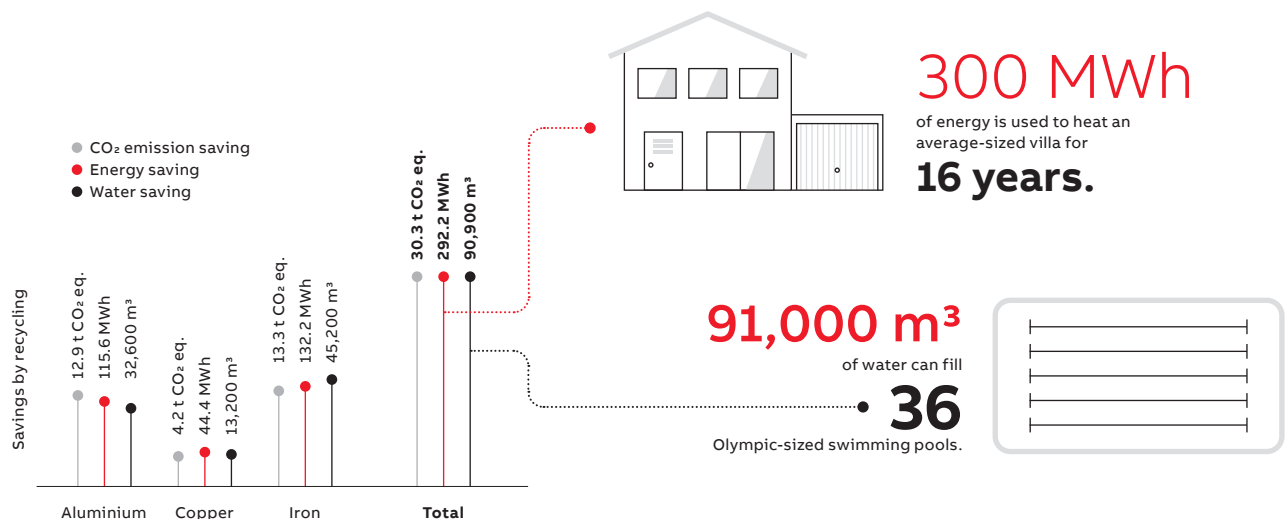 CO₂ emission saving
Energy saving
Water saving
Savings by recycling
12.9 t CO₂ eq.
115.6 MWh
32,600 m³
4.2 t CO₂ eq.
44.4 MWh
13,200 m³
13.3 t CO₂ eq.
132.2 MWh
45,200 m³
30.3 t CO₂ eq.
292.2 MWh
90,900 m³
Aluminium
Copper
Iron
Total
300 MWh
of energy is used to heat an
average-sized villa for
16 years.
91,000 m³
of water can fill
36
Olympic-sized swimming pools.